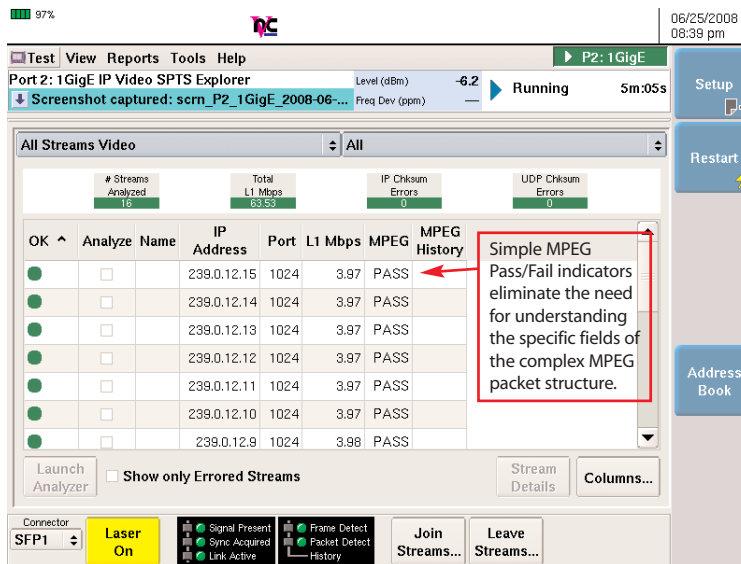 97%
06/25/2008
08:39 pm
Test View Reports Tools Help
P2: 1GigE
Port 2: 1GigE IP Video SPTS Explorer
Screenshot captured: scrn_P2_1GigE_2008-06-...
Level (dBm) -6.2
Freq Dev (ppm) —
Running 5m:05s
Setup
Restart
All Streams Video
All
# Streams
Analyzed
16
Total
L1 Mbps
63.53
IP Chksum
Errors
0
UDP Chksum
Errors
0
OK Analyze Name IP Address Port L1 Mbps MPEG MPEG History
239.0.12.15 1024 3.97 PASS
239.0.12.14 1024 3.97 PASS
239.0.12.13 1024 3.97 PASS
239.0.12.12 1024 3.97 PASS
239.0.12.11 1024 3.97 PASS
239.0.12.10 1024 3.97 PASS
239.0.12.9 1024 3.98 PASS
Simple MPEG
Pass/Fail indicators
eliminate the need
for understanding
the specific fields of
the complex MPEG
packet structure.
Address
Book
Launch
Analyzer
Show only Errored Streams
Stream
Details
Columns...
Connector
SFP1
Laser
On
Signal Present
Sync Acquired
Link Active
Frame Detect
Packet Detect
History
Join
Streams...
Leave
Streams...